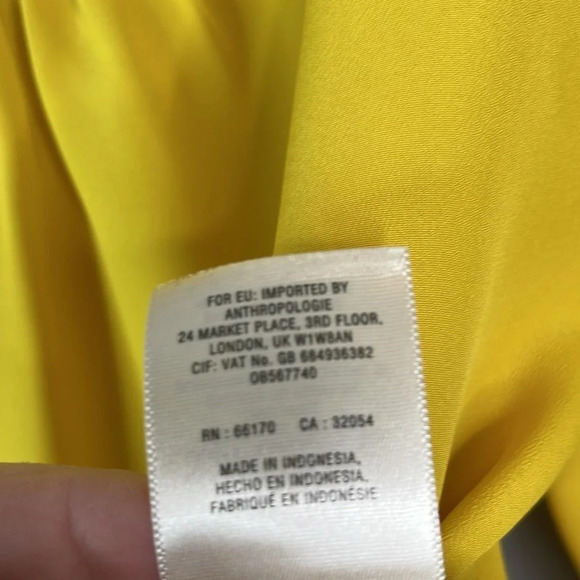 FOR EU: IMPORTED BY
ANTHROPOLOGIE
24 MARKET PLACE, 3RD FLOOR,
LONDON, UK W1W8AN
CIF: VAT No. GB 684936382
OB567740
RN : 66170 CA : 32054
MADE IN INDONESIA,
HECHO EN INDONESIA,
FABRIQUÉ EN INDONÉSIE